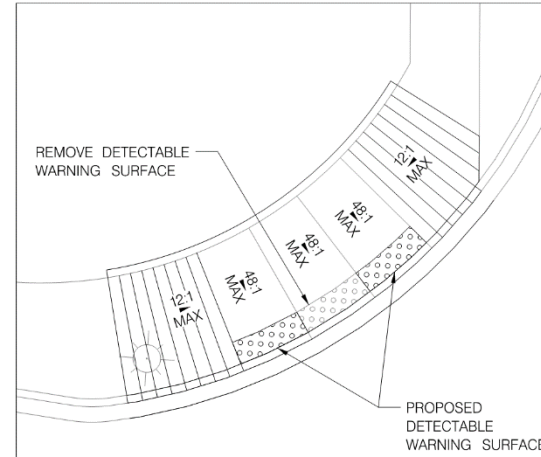 REMOVE DETECTABLE
WARNING SURFACE
12:1
MAX
48:1
MAX
48:1
MAX
48:1
MAX
12:1
MAX
PROPOSED
DETECTABLE
WARNING SURFACE